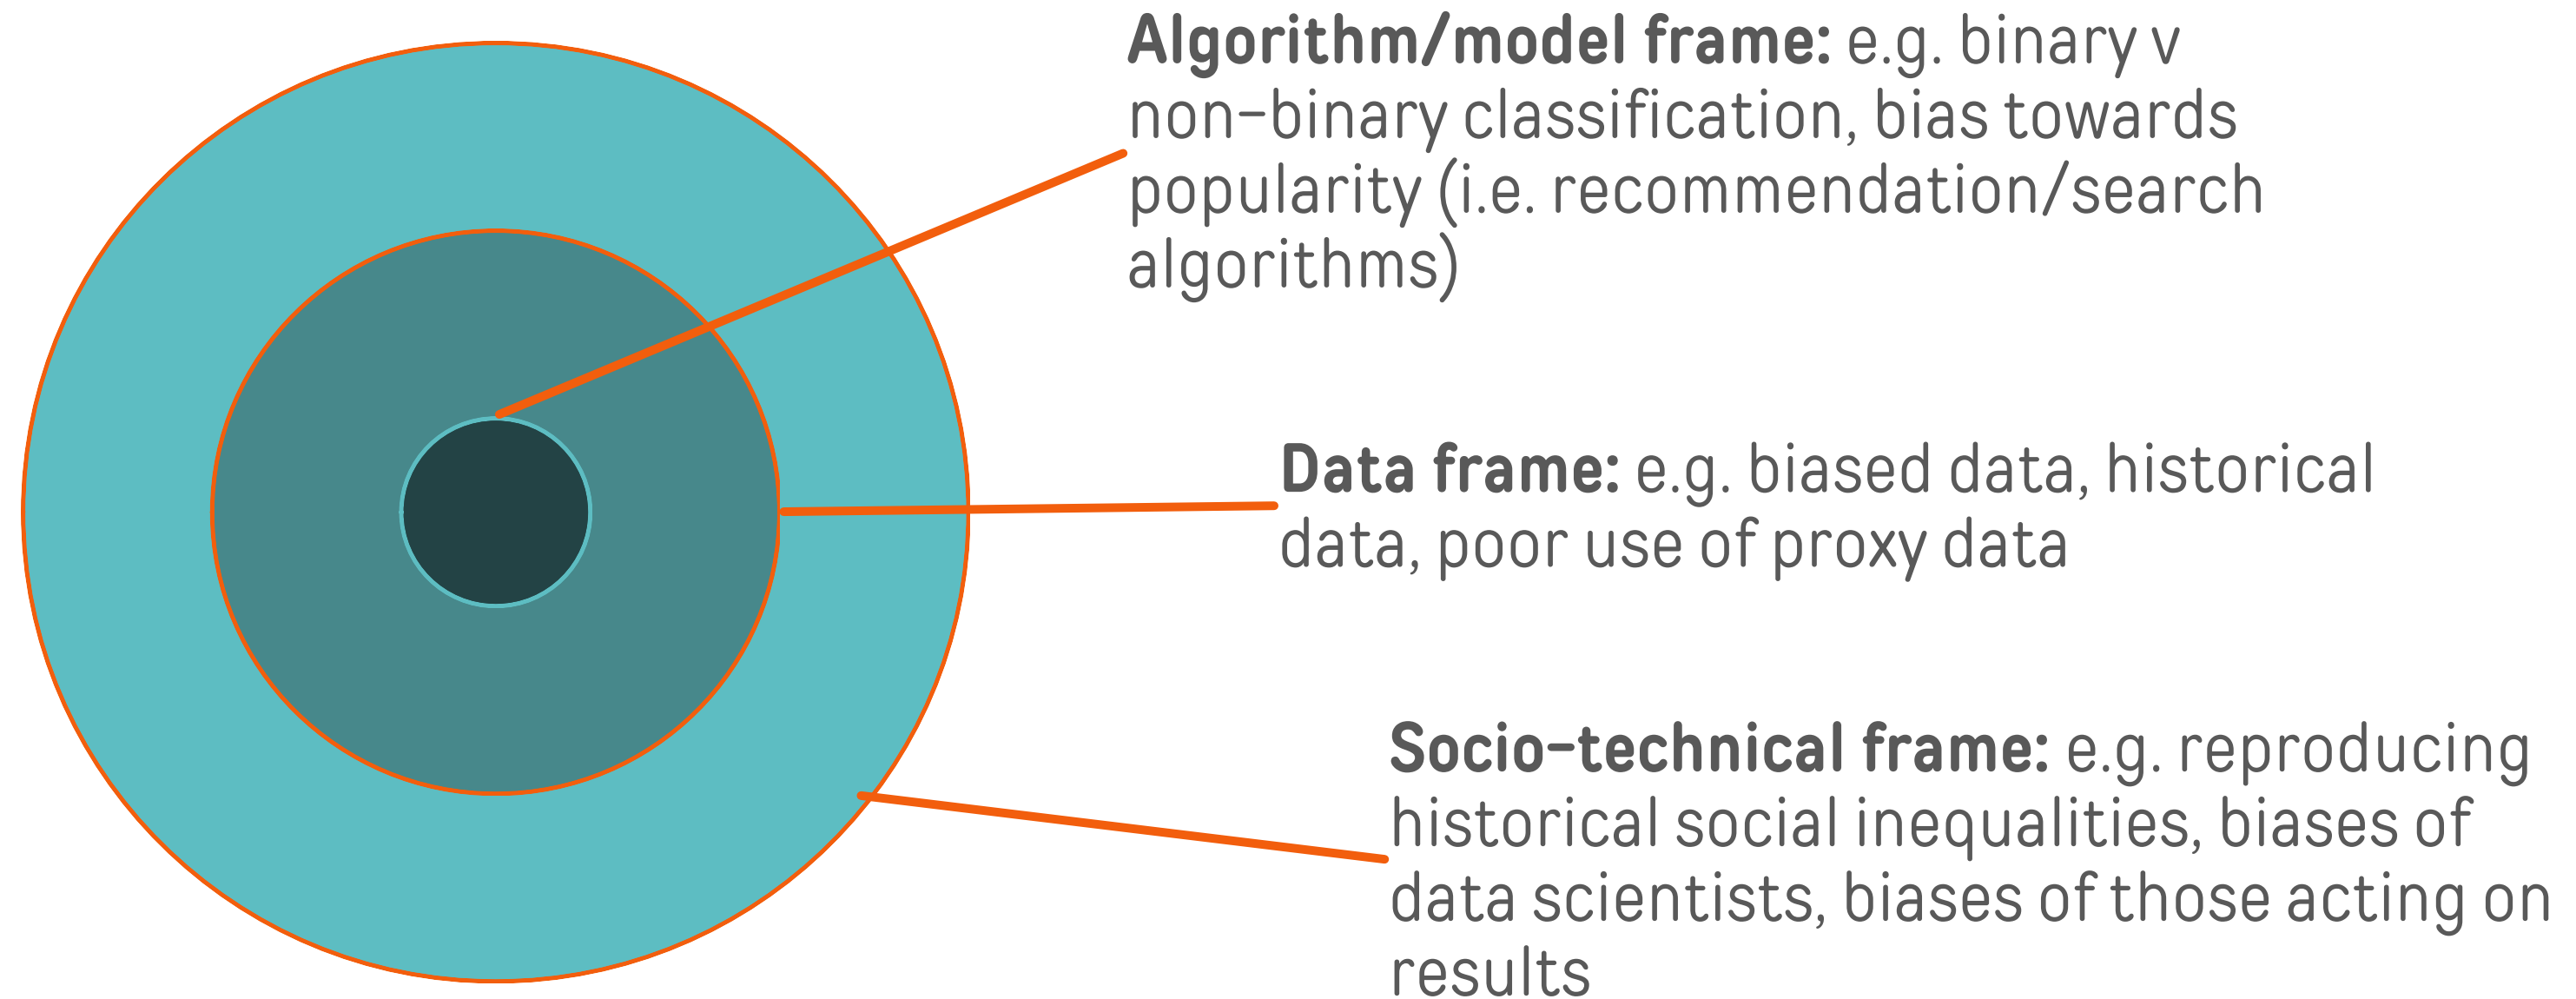 Algorithm/model frame: e.g. binary v
non-binary classification, bias towards
popularity (i.e. recommendation/search
algorithms)
Data frame: e.g. biased data, historical
data, poor use of proxy data
Socio-technical frame: e.g. reproducing
historical social inequalities, biases of
data scientists, biases of those acting on
results